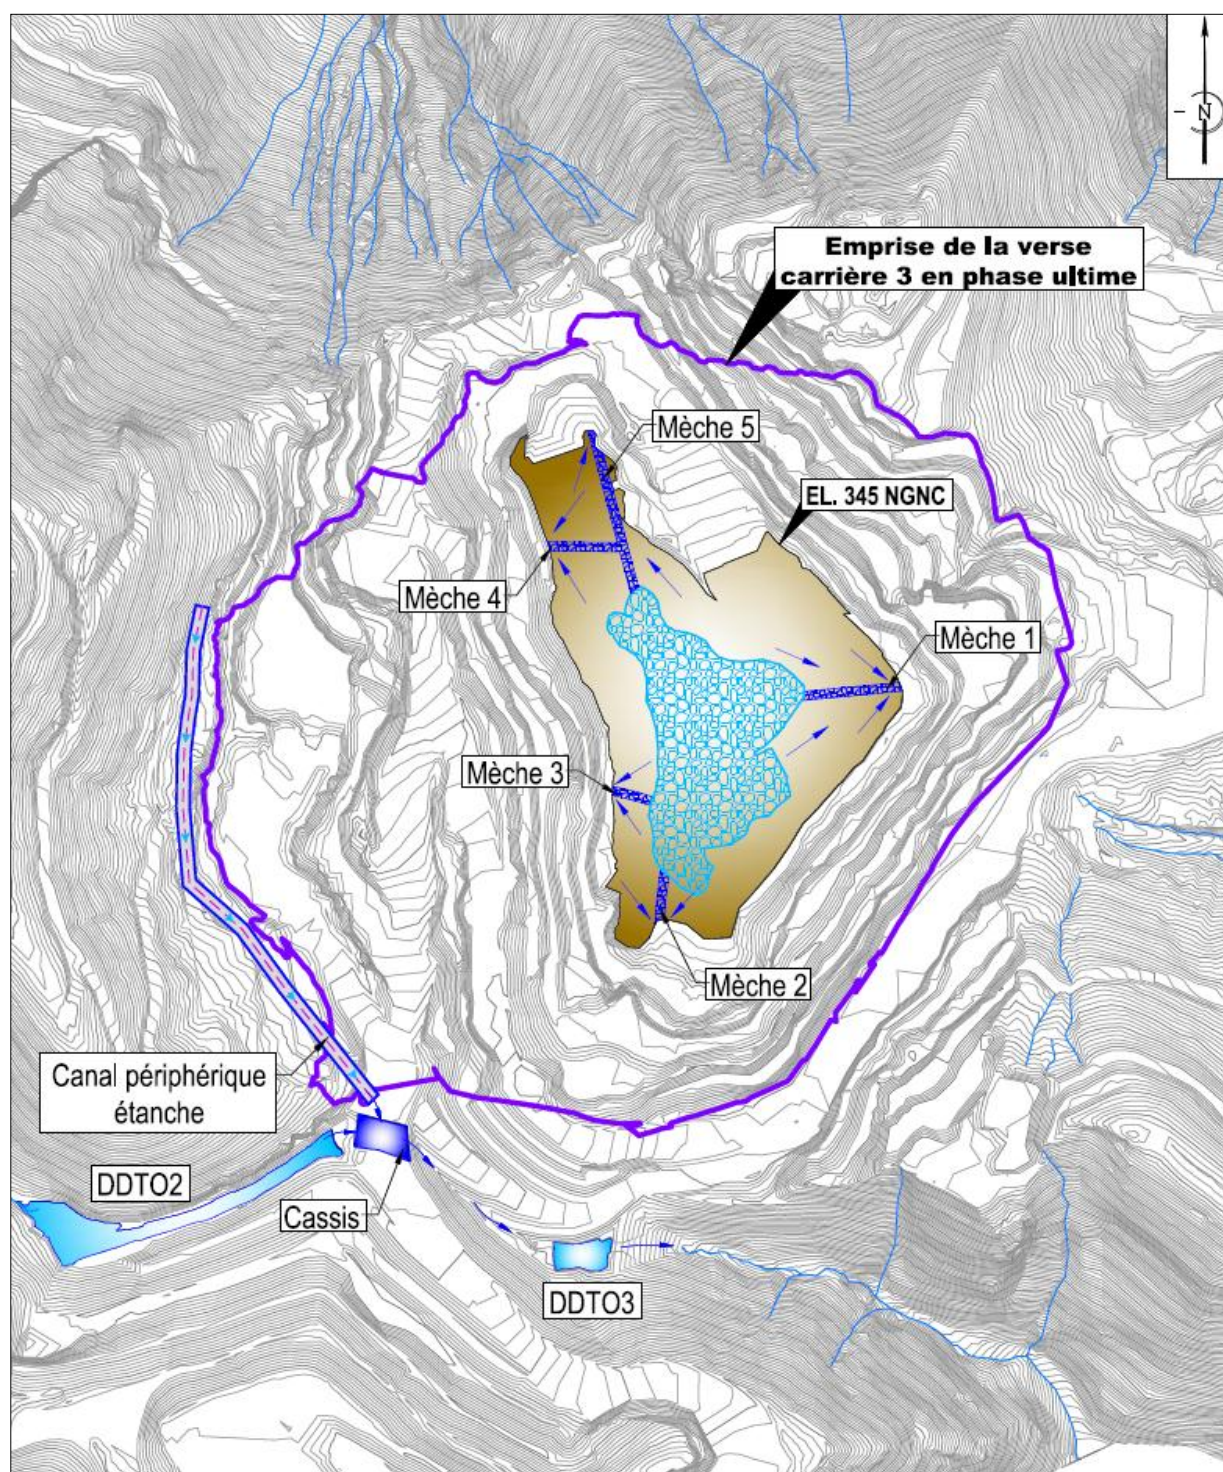 N
Emprise de la verse
carrière 3 en phase ultime
Mèche 5
EL. 345 NGNC
Mèche 4
Mèche 1
Mèche 3
Mèche 2
Canal périphérique
étanche
DDTO2
Cassis
DDTO3